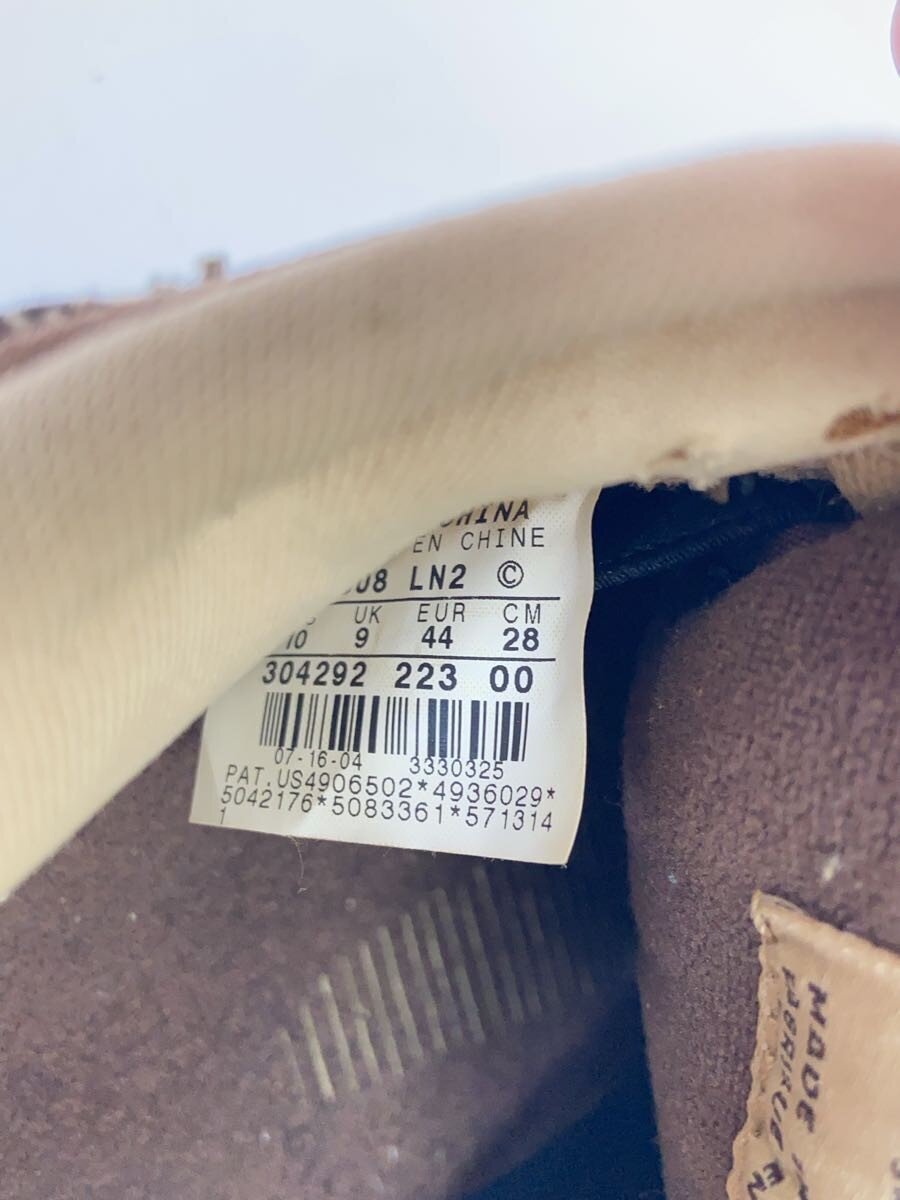 CHINA
EN CHINE
08 LN2 ©
UK EUR CM
10 9 44 28
304292 223 00
07-16-04 3330325
PAT.US4906502*4936029*
5042176*5083361*571314
1
MADE
EN